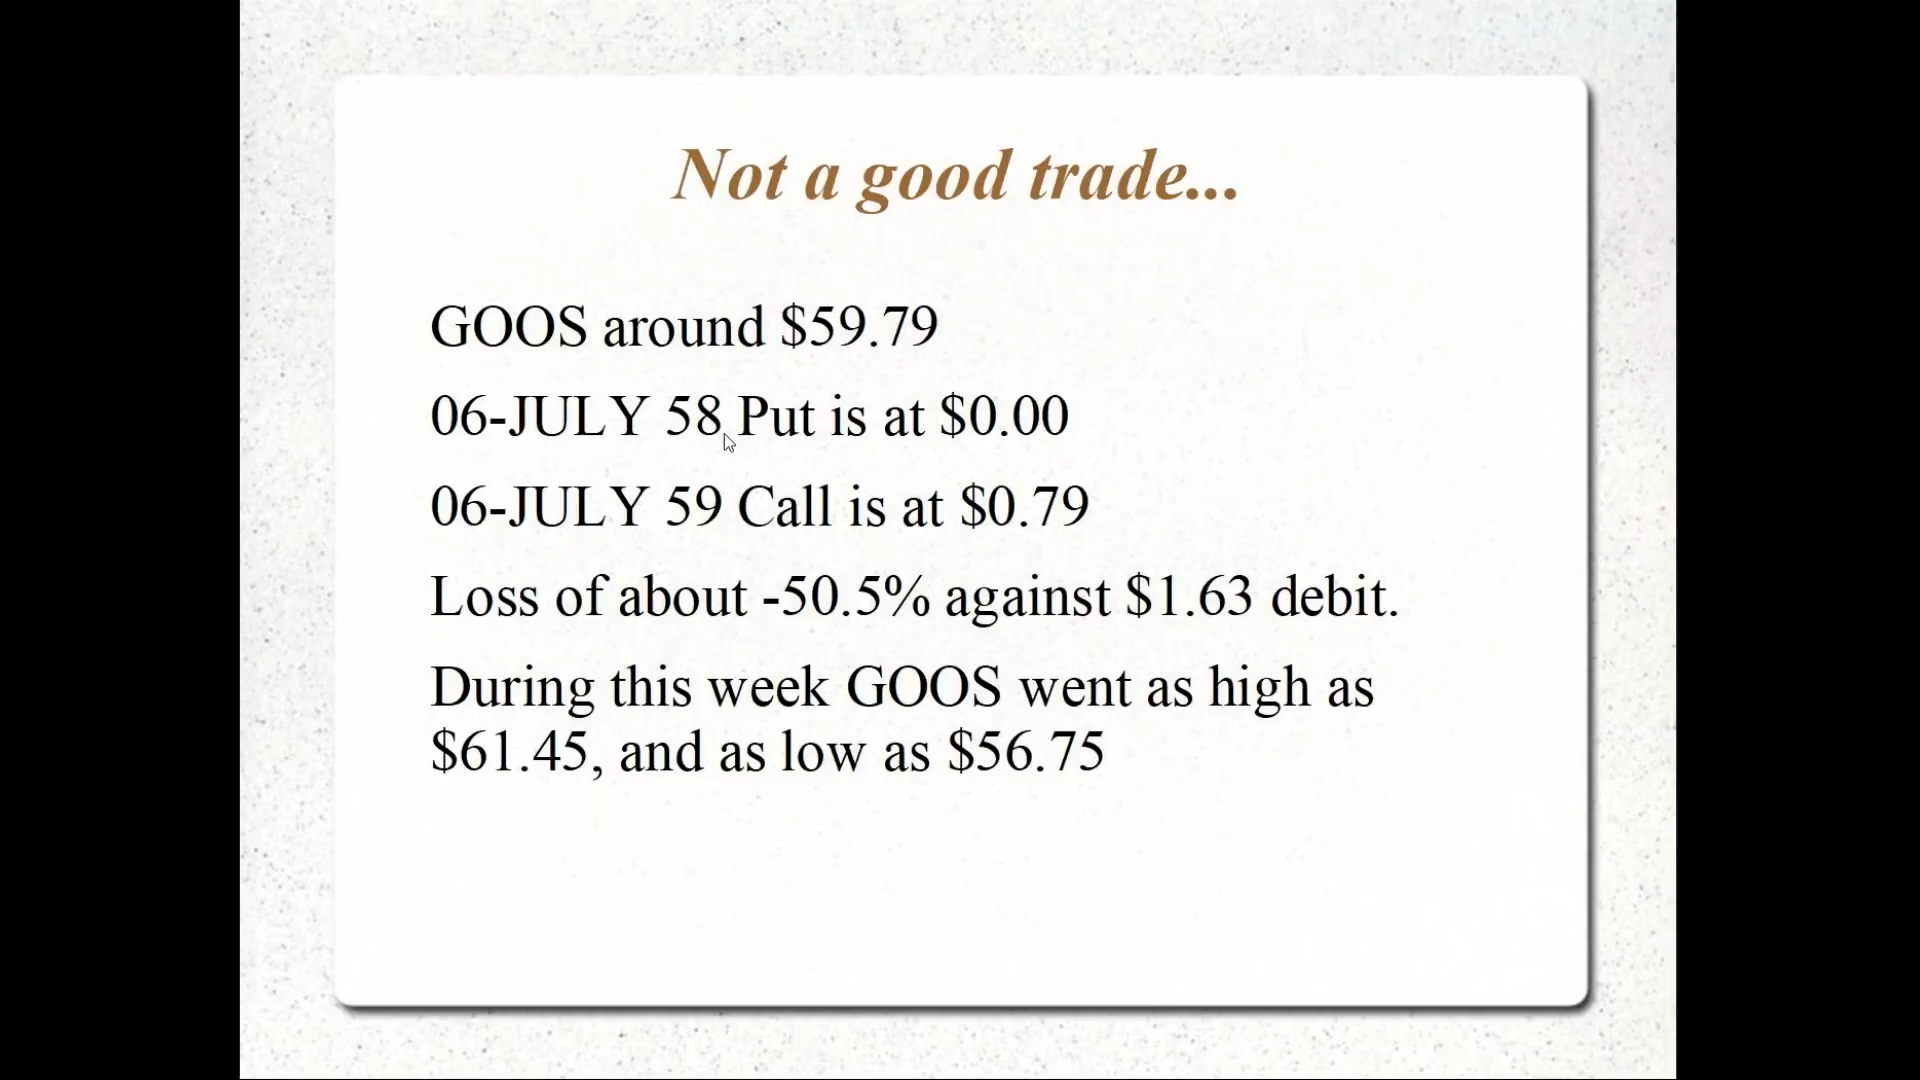 Not a good trade...
GOOS around $59.79
06-JULY 58 Put is at $0.00
06-JULY 59 Call is at $0.79
Loss of about -50.5% against $1.63 debit.
During this week GOOS went as high as
$61.45, and as low as $56.75